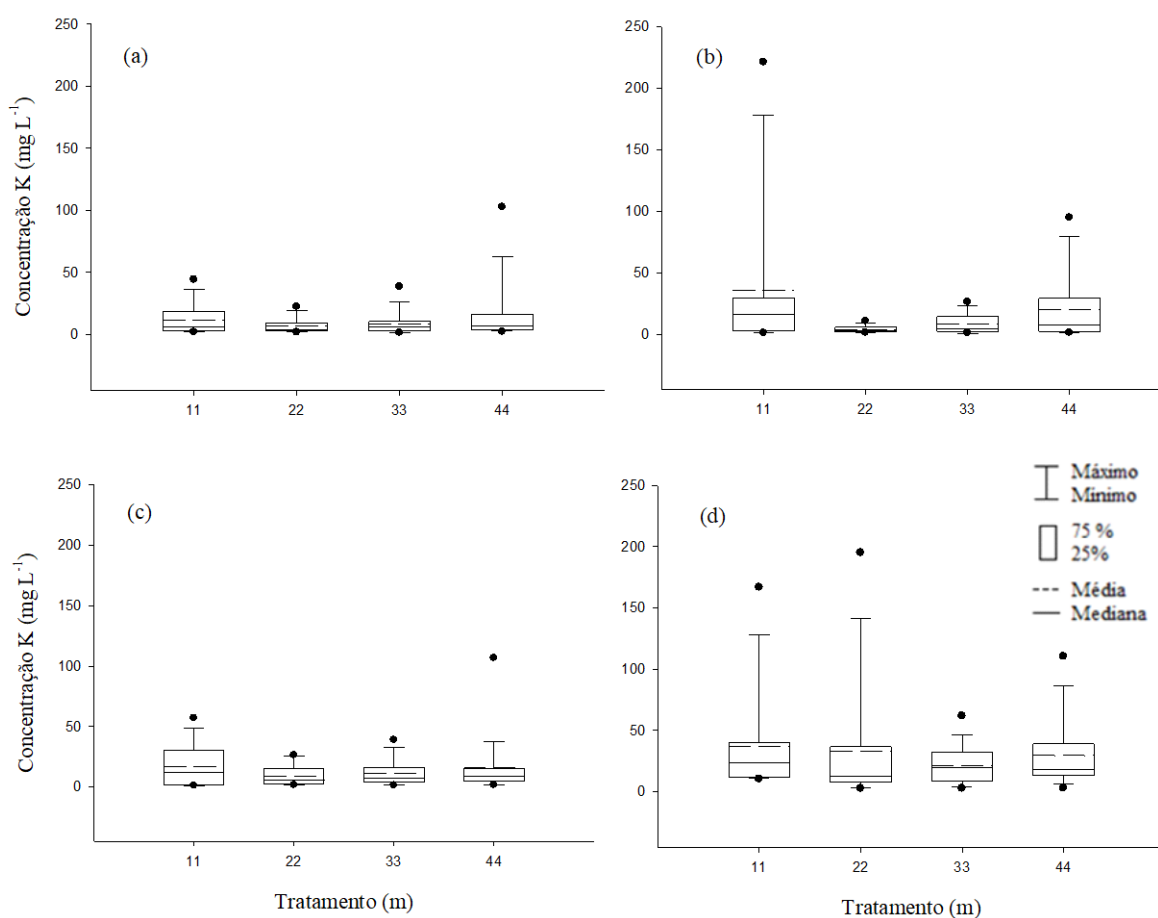 (a)
250
200
150
100
50
0
11 22 33 44
Concentração K (mg L⁻¹)
(b)
250
200
150
100
50
0
11 22 33 44
(c)
250
200
150
100
50
0
11 22 33 44
Concentração K (mg L⁻¹)
Tratamento (m)
(d)
250
200
150
100
50
0
11 22 33 44
Tratamento (m)
Máximo
Mínimo
75 %
25%
Média
Mediana